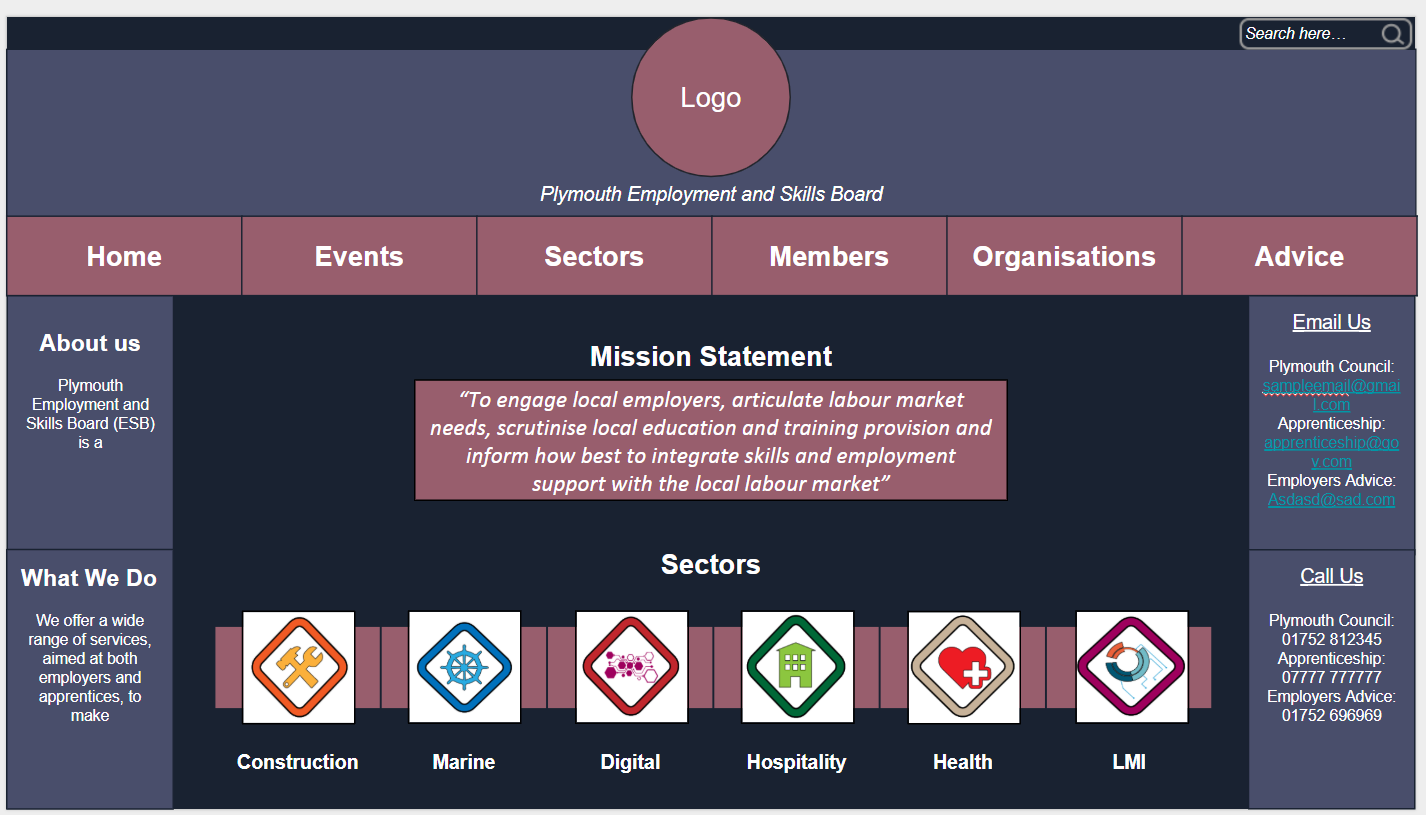 Search here…
Logo
Plymouth Employment and Skills Board
Home
Events
Sectors
Members
Organisations
Advice
About us
Plymouth
Employment and
Skills Board (ESB)
is a
What We Do
We offer a wide
range of services,
aimed at both
employers and
apprentices, to
make
Mission Statement
“To engage local employers, articulate labour market
needs, scrutinise local education and training provision and
inform how best to integrate skills and employment
support with the local labour market”
Sectors
Construction
Marine
Digital
Hospitality
Health
LMI
Email Us
Plymouth Council:
sampleemail@gmai
l.com
Apprenticeship:
apprenticeship@go
v.com
Employers Advice:
Asdasd@sad.com
Call Us
Plymouth Council:
01752 812345
Apprenticeship:
07777 777777
Employers Advice:
01752 696969